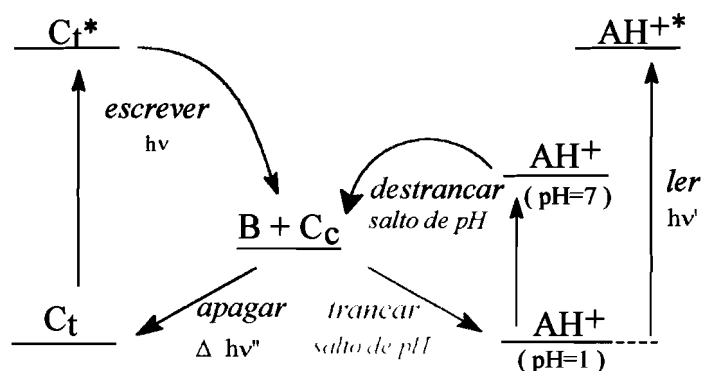 Ct*
AH+*
escrever
hν
AH+
(pH=7)
destrancar
salto de pH
ler
hν'
B + Cc
apagar
Δ hν"
trancar
salto de pH
Ct
AH+
(pH=1)